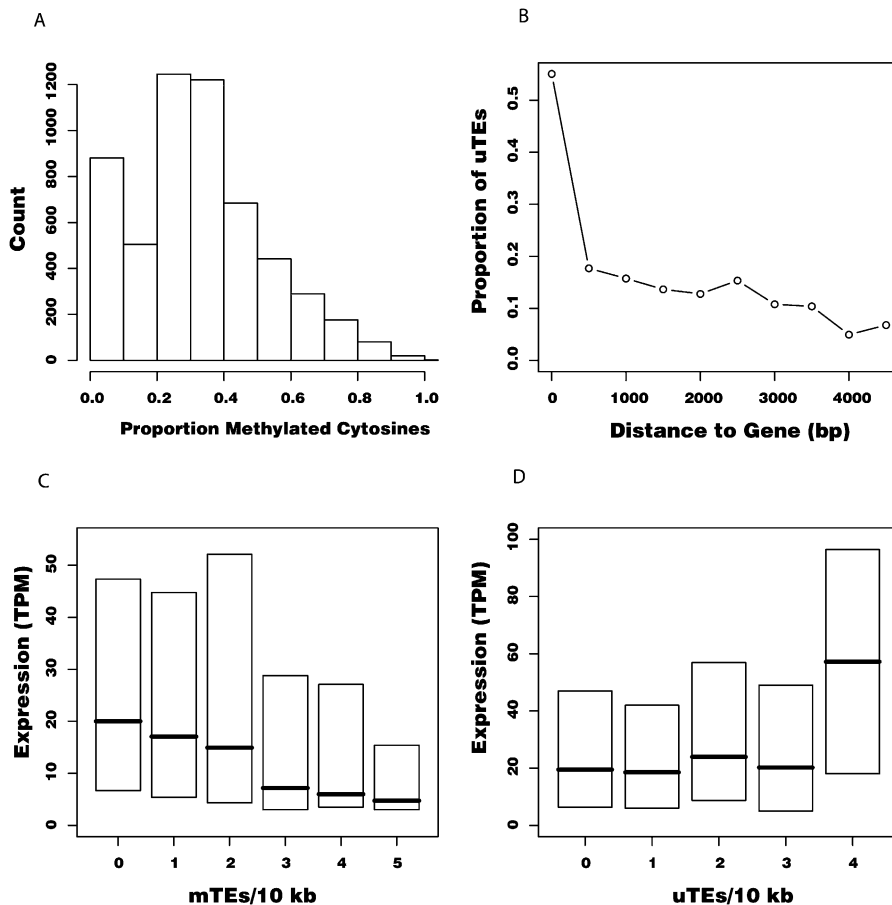 A
Count
0 200 400 600 800 1000 1200
0.0 0.2 0.4 0.6 0.8 1.0
Proportion Methylated Cytosines
B
Proportion of uTEs
0.0 0.1 0.2 0.3 0.4 0.5
0 1000 2000 3000 4000
Distance to Gene (bp)
C
Expression (TPM)
0 10 20 30 40 50
0 1 2 3 4 5
mTEs/10 kb
D
Expression (TPM)
0 20 40 60 80 100
0 1 2 3 4
uTEs/10 kb